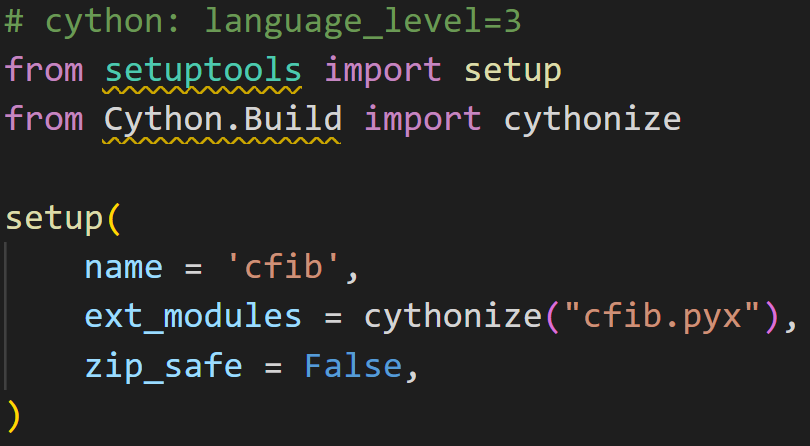 # cython: language_level=3
from setuptools import setup
from Cython.Build import cythonize

setup(
    name = 'cfib',
    ext_modules = cythonize("cfib.pyx"),
    zip_safe = False,
)